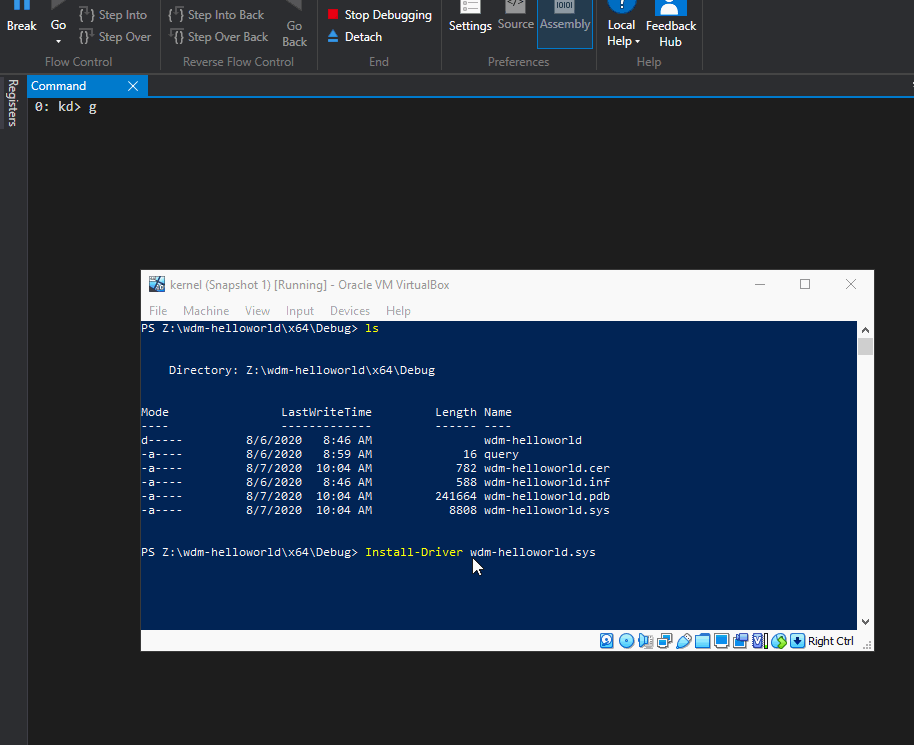 Break
Go
Step Into
Step Over
Flow Control
Step Into Back
Step Over Back
Go
Back
Reverse Flow Control
Stop Debugging
Detach
End
Settings
Source
Assembly
Preferences
Local
Help
Feedback
Hub
Help
Registers
Command
0: kd> g
kernel (Snapshot 1) [Running] - Oracle VM VirtualBox
File Machine View Input Devices Help
PS Z:\wdm-helloworld\x64\Debug> ls
Directory: Z:\wdm-helloworld\x64\Debug
Mode LastWriteTime Length Name
---- ------------- ------ ----
d----- 8/6/2020 8:46 AM wdm-helloworld
-a---- 8/6/2020 8:59 AM 16 query
-a---- 8/7/2020 10:04 AM 782 wdm-helloworld.cer
-a---- 8/6/2020 8:46 AM 588 wdm-helloworld.inf
-a---- 8/7/2020 10:04 AM 241664 wdm-helloworld.pdb
-a---- 8/7/2020 10:04 AM 8808 wdm-helloworld.sys
PS Z:\wdm-helloworld\x64\Debug> Install-Driver wdm-helloworld.sys
Right Ctrl